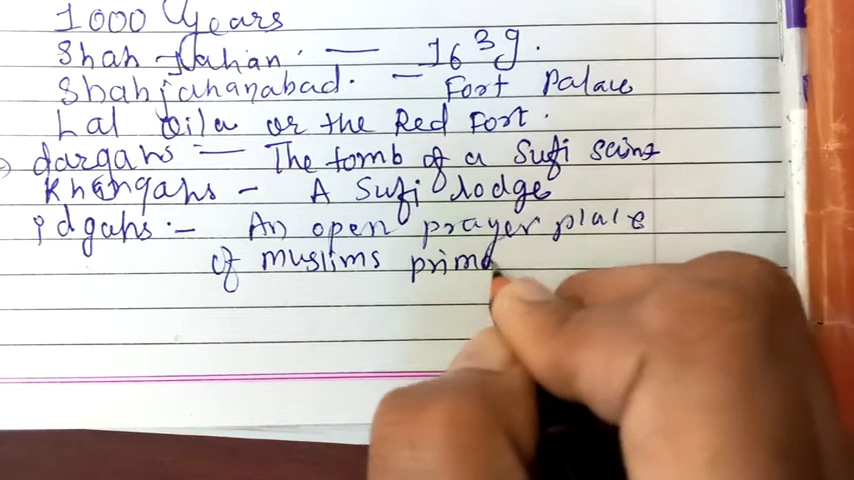 1000 Years
Shah Jahan. — 1639.
Shahjahanabad. — Fort Palace
Lal Qila or the Red Fort.
dargahs — The tomb of a Sufi saint
Khanqahs - A Sufi lodge
idgahs :- An open prayer place
of muslims prima